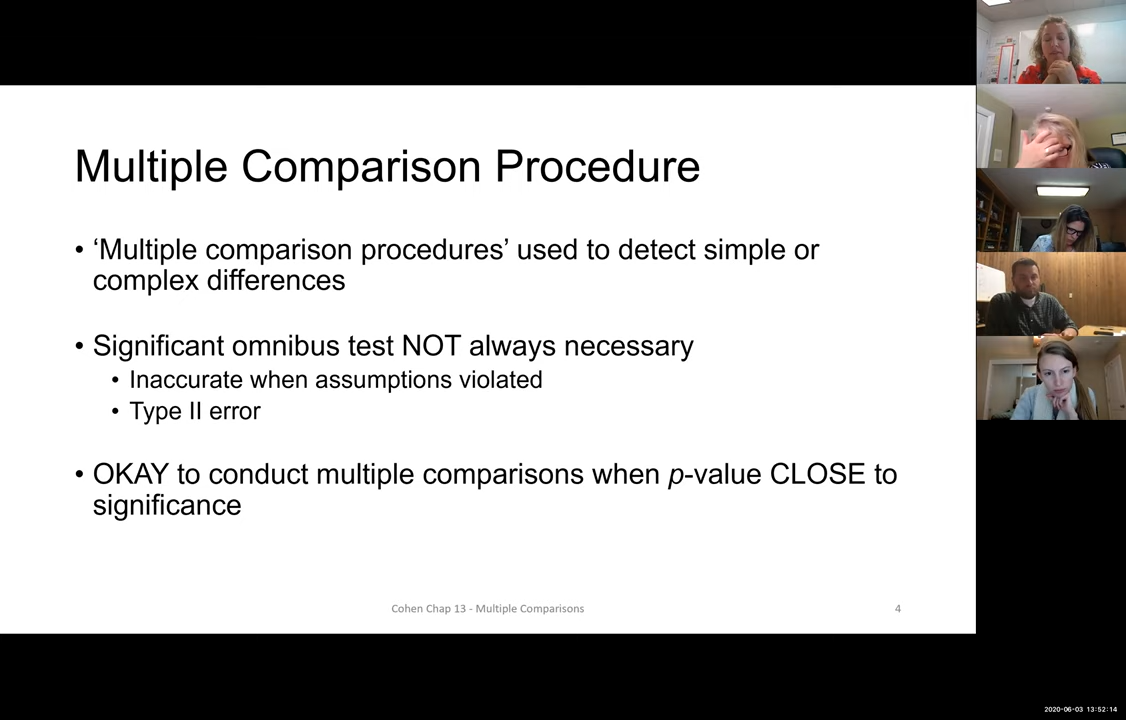 Multiple Comparison Procedure
• ‘Multiple comparison procedures’ used to detect simple or
complex differences
• Significant omnibus test NOT always necessary
• Inaccurate when assumptions violated
• Type II error
• OKAY to conduct multiple comparisons when p-value CLOSE to
significance
Cohen Chap 13 - Multiple Comparisons
4
2020-06-03 13:52:14